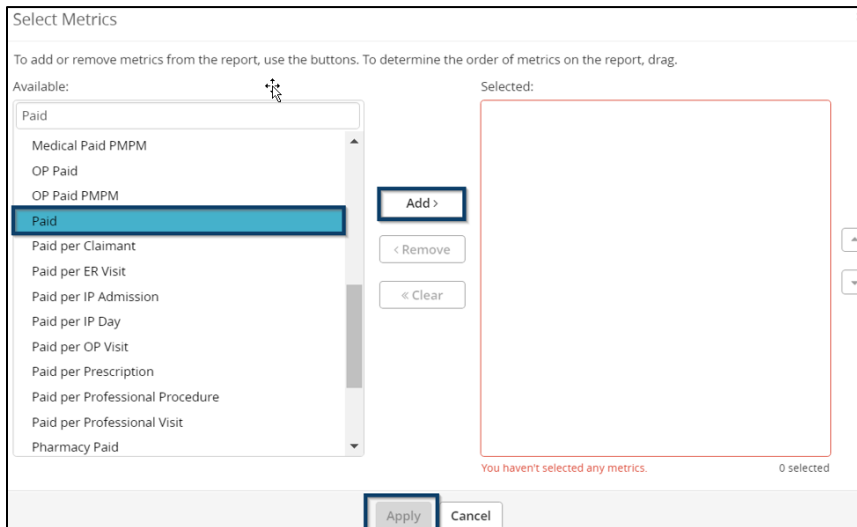 Select Metrics
To add or remove metrics from the report, use the buttons. To determine the order of metrics on the report, drag.
Available:
Paid
Medical Paid PMPM
OP Paid
OP Paid PMPM
Paid
Paid per Claimant
Paid per ER Visit
Paid per IP Admission
Paid per IP Day
Paid per OP Visit
Paid per Prescription
Paid per Professional Procedure
Paid per Professional Visit
Pharmacy Paid
Add >
< Remove
« Clear
Selected:
You haven't selected any metrics.
0 selected
Apply
Cancel